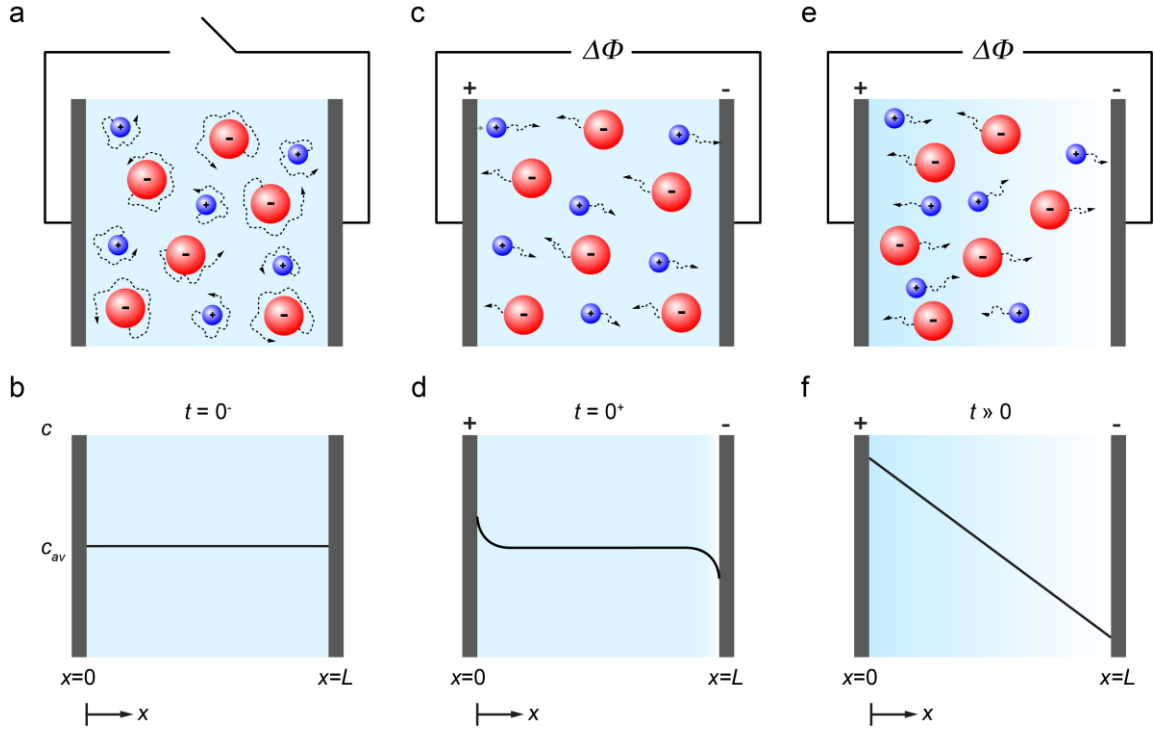 a
c
e
ΔΦ
ΔΦ
+
-
+
-
+
-
+
+
-
+
-
-
+
+
-
+
-
+
-
-
+
+
-
+
-
-
+
+
-
+
-
+
-
-
+
-
+
+
-
-
-
+
-
+
b
d
f
t = 0⁻
t = 0⁺
t » 0
+
-
+
-
c
c_av
x=0
x=L
x=0
x=L
x=0
x=L
x
x
x